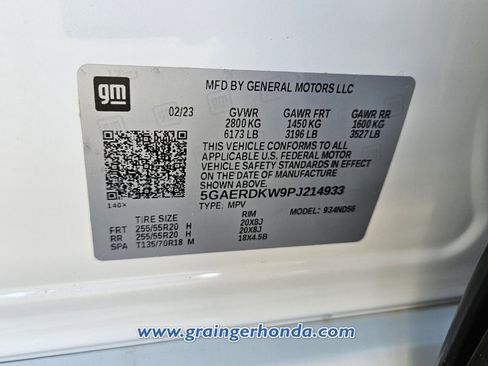 gm
MFD BY GENERAL MOTORS LLC
02/23 GVWR GAWR FRT GAWR RR
2800 KG 1450 KG 1600 KG
6173 LB 3196 LB 3527 LB
THIS VEHICLE CONFORMS TO ALL
APPLICABLE U.S. FEDERAL MOTOR
VEHICLE SAFETY STANDARDS IN
EFFECT ON THE DATE OF
MANUFACTURE SHOWN ABOVE.
5GAERDKW9PJ214933
140X TYPE: MPV MODEL: 934ND56
TIRE SIZE RIM
FRT 255/55R20 H 20X8J
RR 255/55R20 H 20X8J
SPA T135/70R18 M 18X4.5B
www.graingerhonda.com